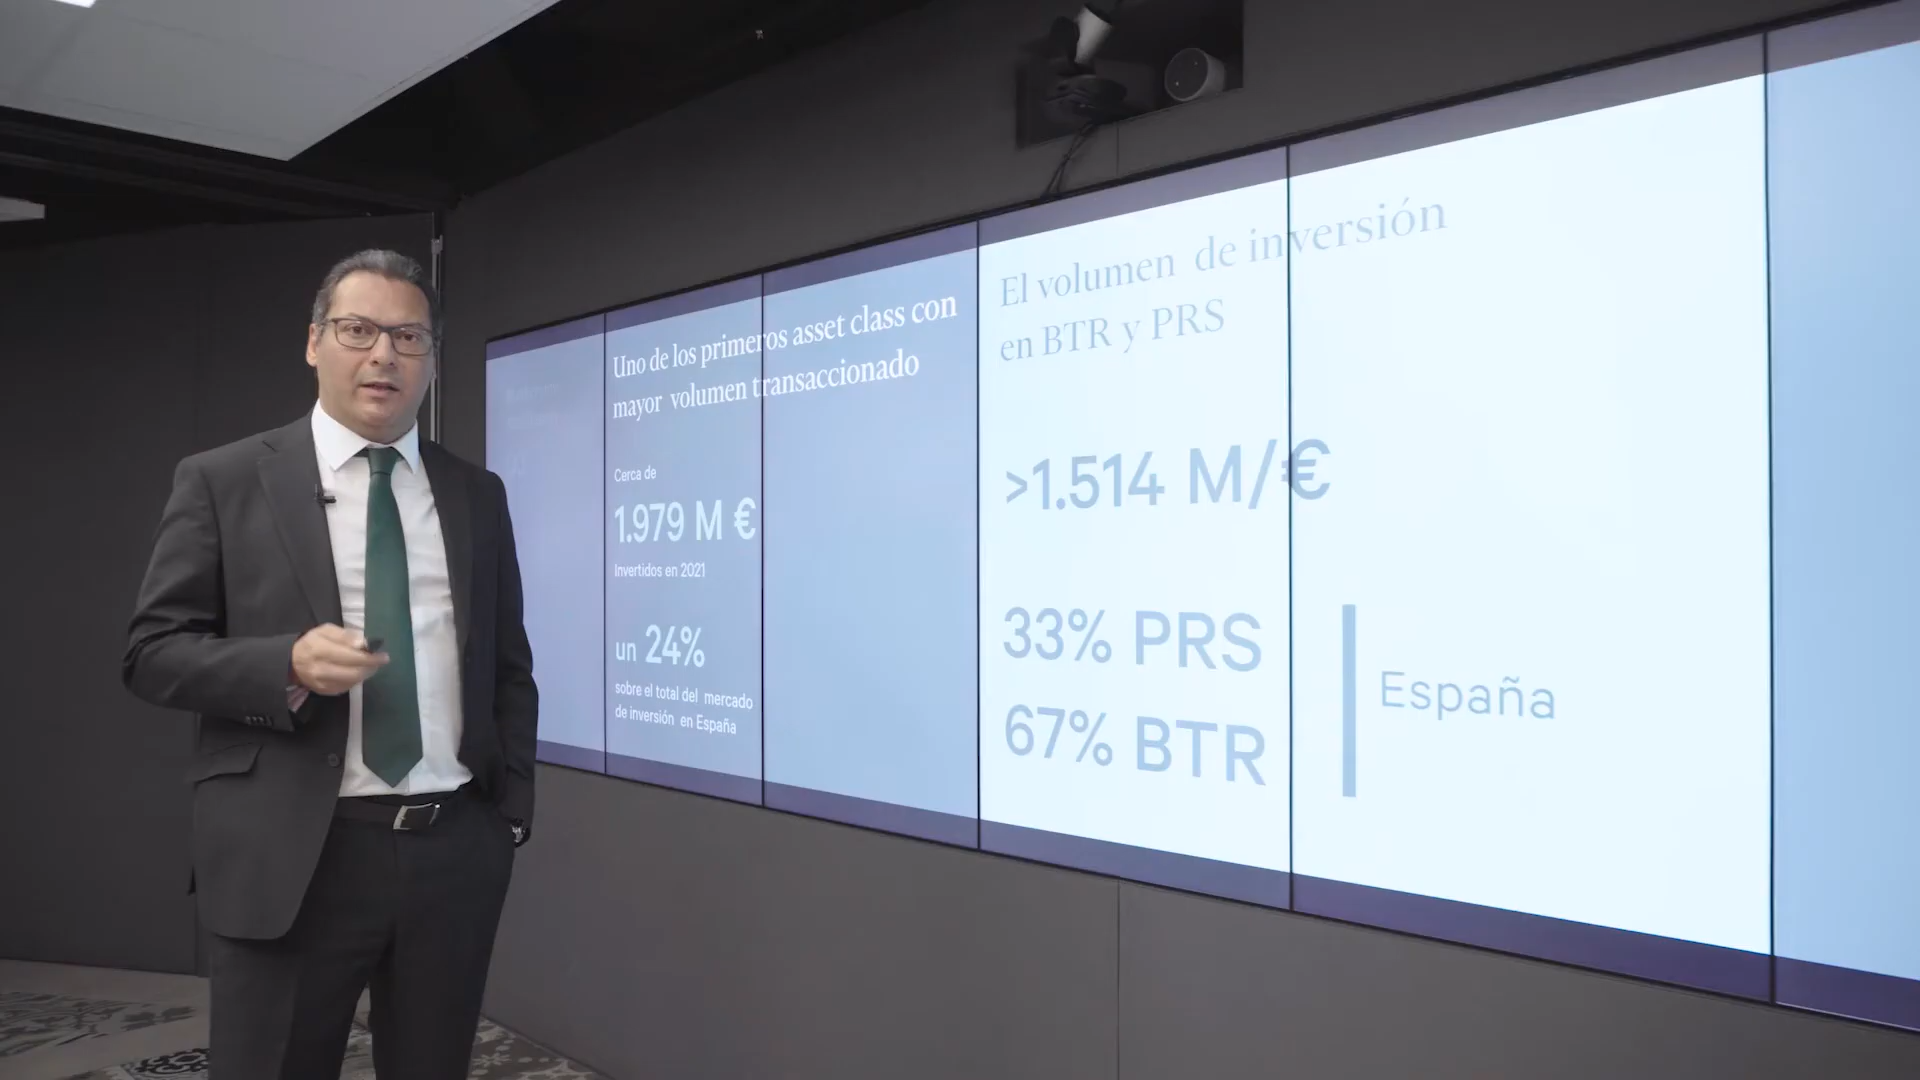 Uno de los primeros asset class con
mayor volumen transaccionado
Cerca de
1.979 M €
Invertidos en 2021
un 24%
sobre el total del mercado
de inversión en España
El volumen de inversión
en BTR y PRS
>1.514 M/€
33% PRS
67% BTR
España